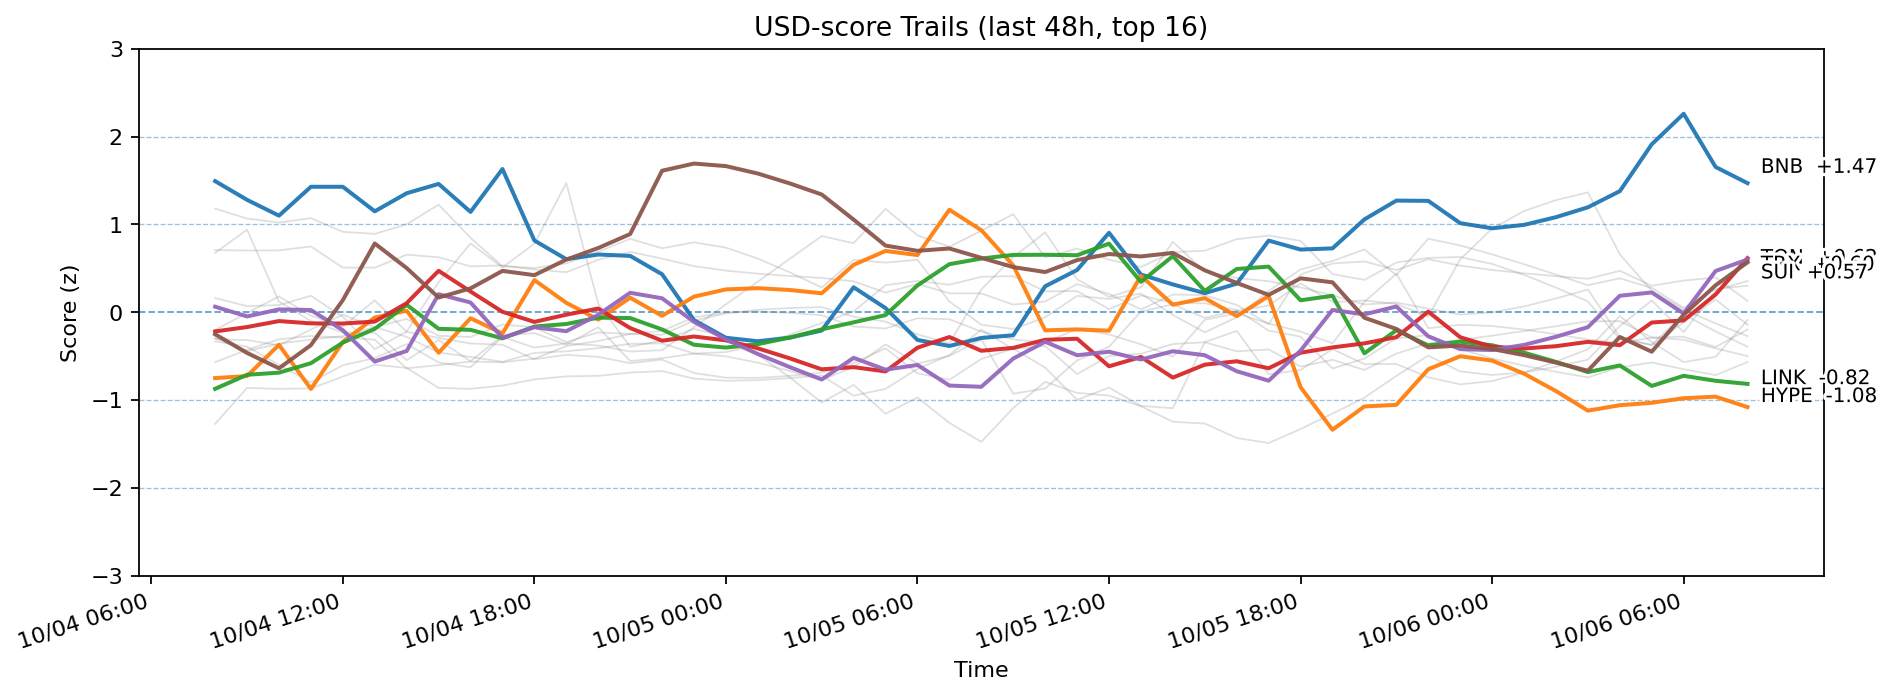 USD-score Trails (last 48h, top 16)
Score (z)
3
2
1
0
−1
−2
−3
BNB +1.47
SUI +0.57
LINK -0.82
HYPE -1.08
10/04 06:00
10/04 12:00
10/04 18:00
10/05 00:00
10/05 06:00
10/05 12:00
10/05 18:00
10/06 00:00
10/06 06:00
Time